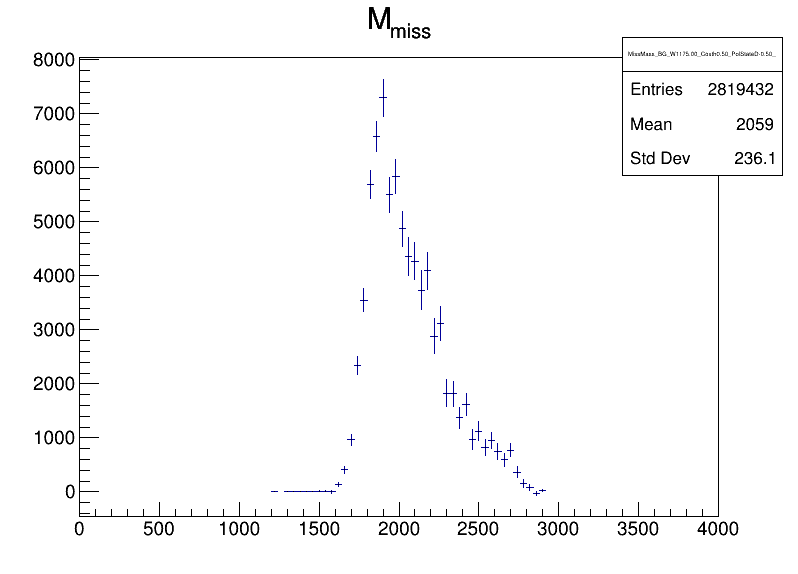 M_miss
MissMass_BG_W1175.00_Costh0.50_PolStateD-0.50_
Entries 2819432
Mean 2059
Std Dev 236.1
8000
7000
6000
5000
4000
3000
2000
1000
0
0 500 1000 1500 2000 2500 3000 3500 4000